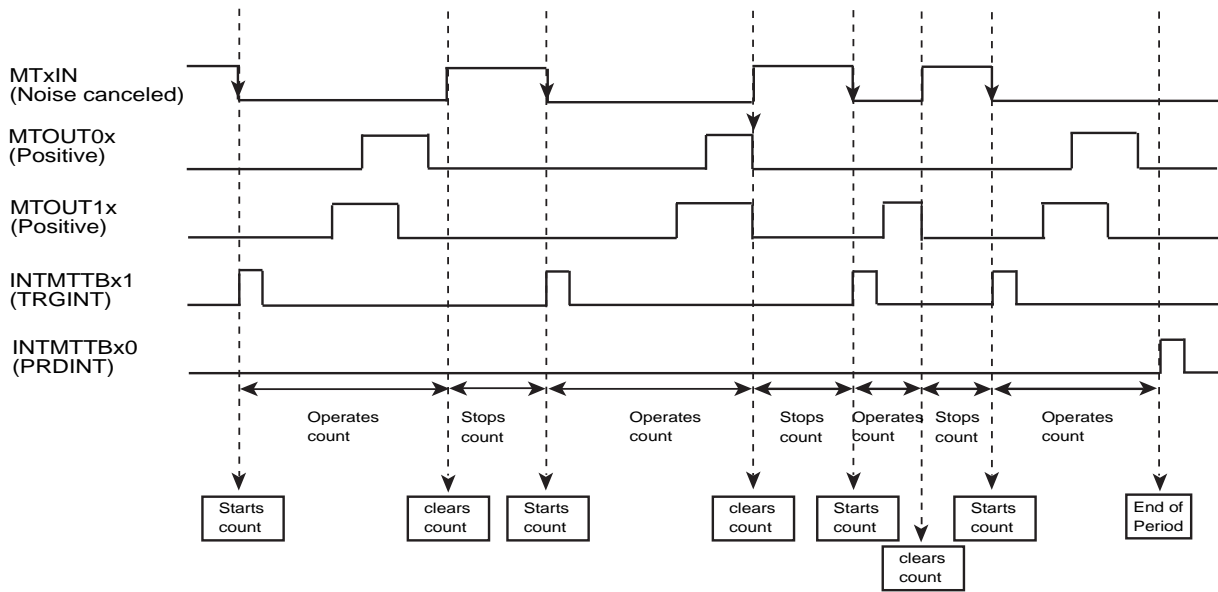 MTxIN
(Noise canceled)
MTOUT0x
(Positive)
MTOUT1x
(Positive)
INTMTTBx1
(TRGINT)
INTMTTBx0
(PRDINT)
Operates
count
Stops
count
Operates
count
Stops
count
Operates
count
Stops
count
Operates
count
Starts
count
clears
count
Starts
count
clears
count
Starts
count
clears
count
Starts
count
End of
Period